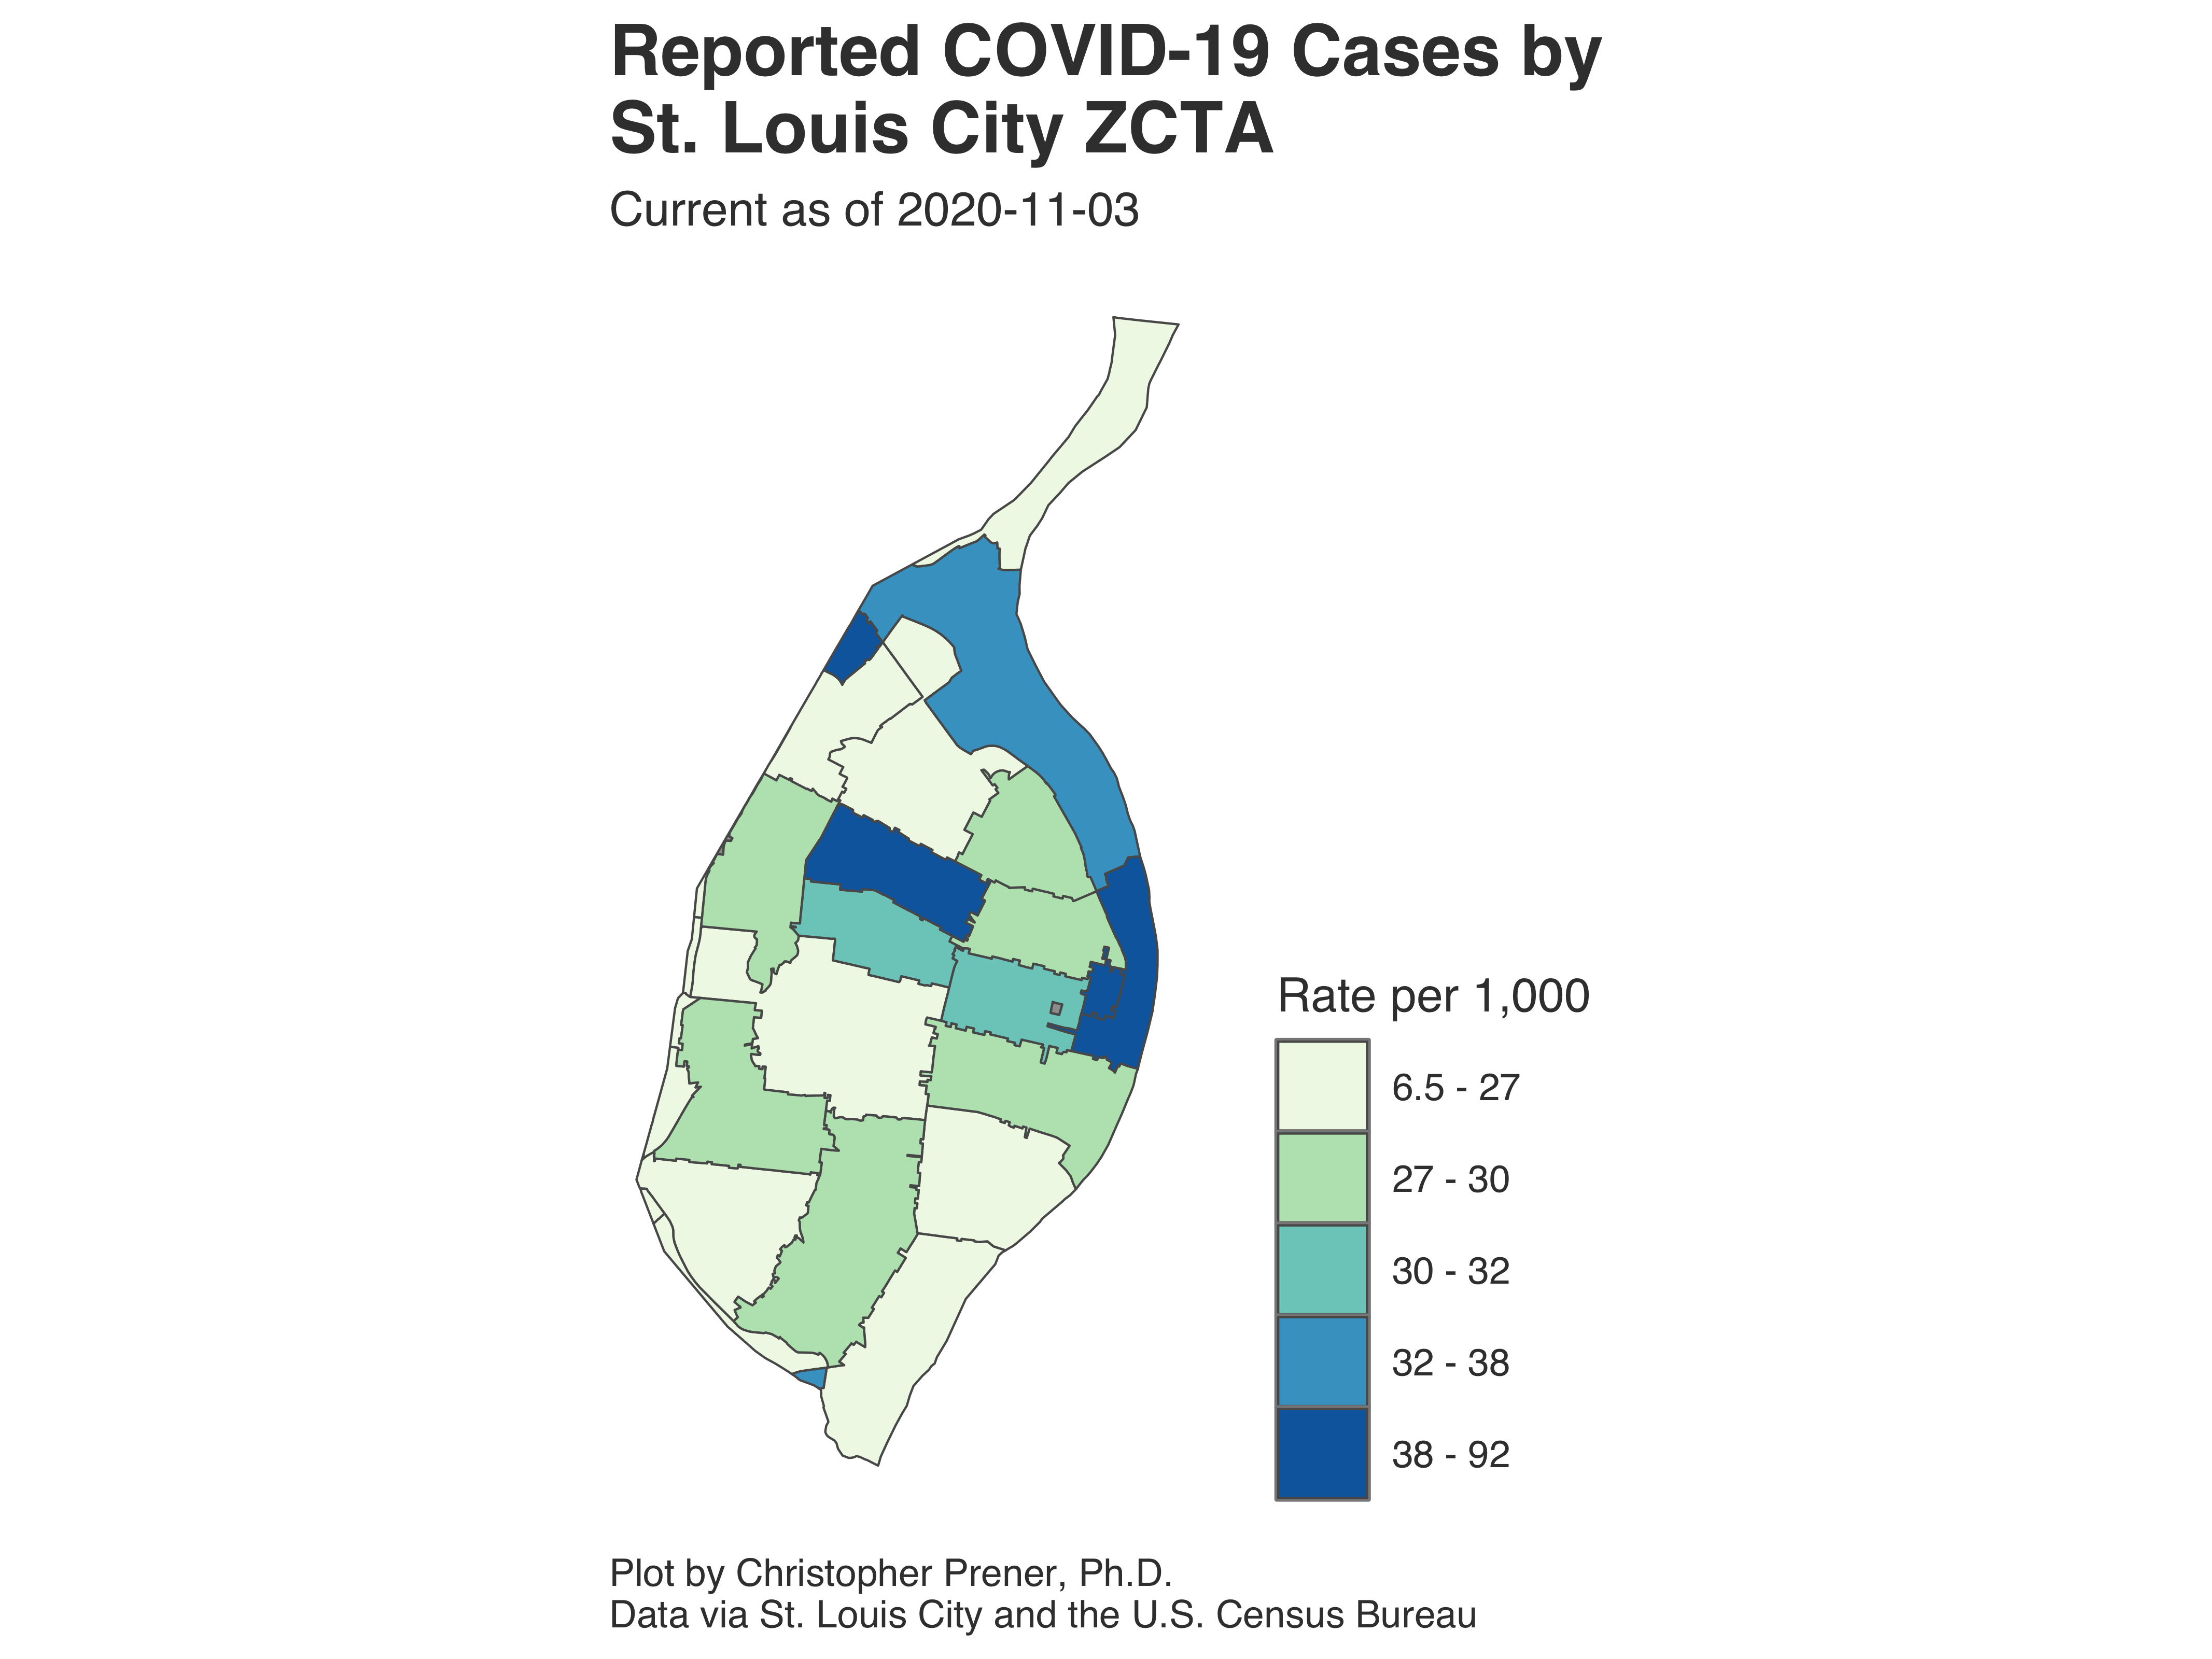 Reported COVID-19 Cases by
St. Louis City ZCTA
Current as of 2020-11-03
Rate per 1,000
6.5 - 27
27 - 30
30 - 32
32 - 38
38 - 92
Plot by Christopher Prener, Ph.D.
Data via St. Louis City and the U.S. Census Bureau